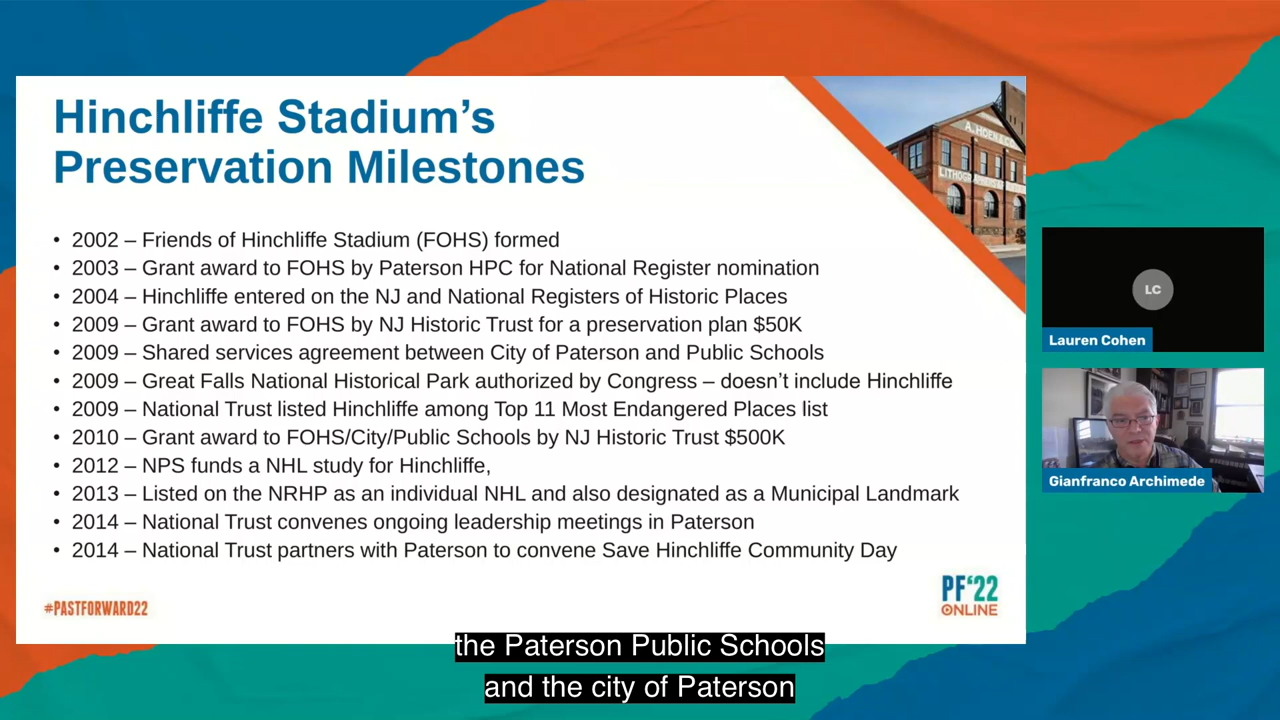 Hinchliffe Stadium's
Preservation Milestones
A. HOEN & CO.
• 2002 – Friends of Hinchliffe Stadium (FOHS) formed
• 2003 – Grant award to FOHS by Paterson HPC for National Register nomination
• 2004 – Hinchliffe entered on the NJ and National Registers of Historic Places
• 2009 – Grant award to FOHS by NJ Historic Trust for a preservation plan $50K
• 2009 – Shared services agreement between City of Paterson and Public Schools
• 2009 – Great Falls National Historical Park authorized by Congress – doesn't include Hinchliffe
• 2009 – National Trust listed Hinchliffe among Top 11 Most Endangered Places list
• 2010 – Grant award to FOHS/City/Public Schools by NJ Historic Trust $500K
• 2012 – NPS funds a NHL study for Hinchliffe,
• 2013 – Listed on the NRHP as an individual NHL and also designated as a Municipal Landmark
• 2014 – National Trust convenes ongoing leadership meetings in Paterson
• 2014 – National Trust partners with Paterson to convene Save Hinchliffe Community Day
#PASTFORWARD22
PF'22
ONLINE
LC
Lauren Cohen
Gianfranco Archimede
the Paterson Public Schools
and the city of Paterson